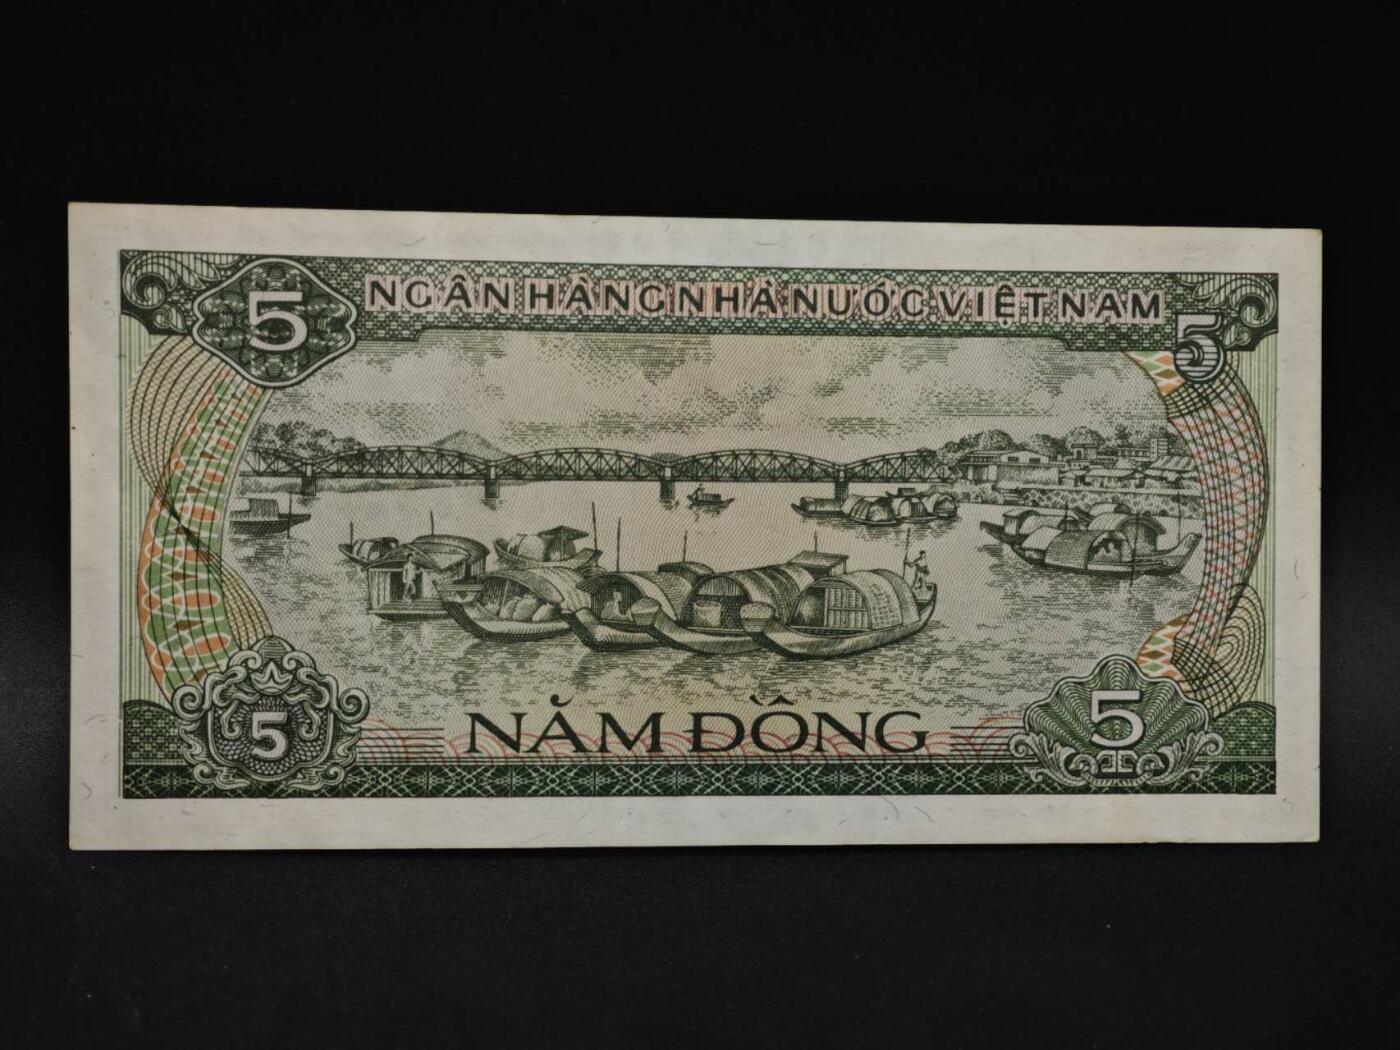 5 NGÂN HÀNG NHÀ NƯỚC VIỆT NAM 5
5 NĂM ĐỒNG 5